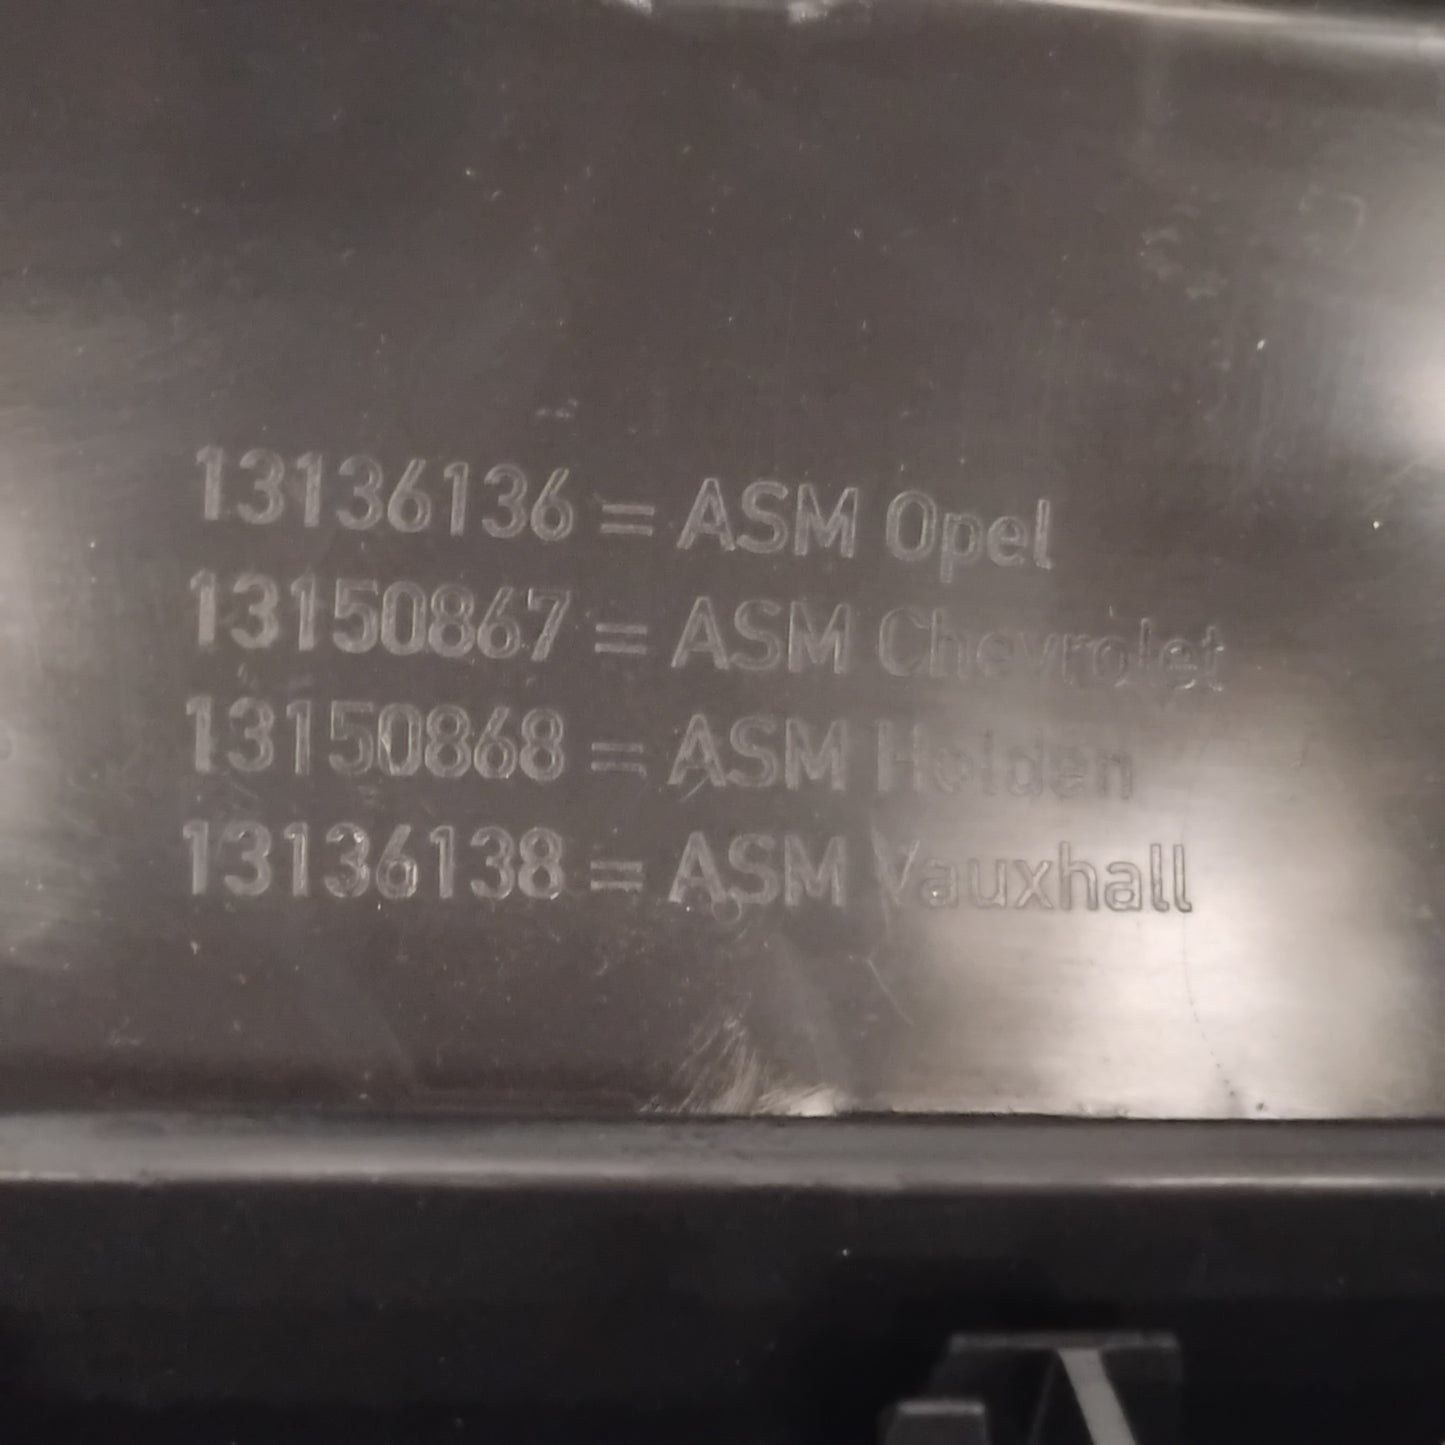 13136136 = ASM Opel
13150867 = ASM Chevrolet
13150868 = ASM Holden
13136138 = ASM Vauxhall